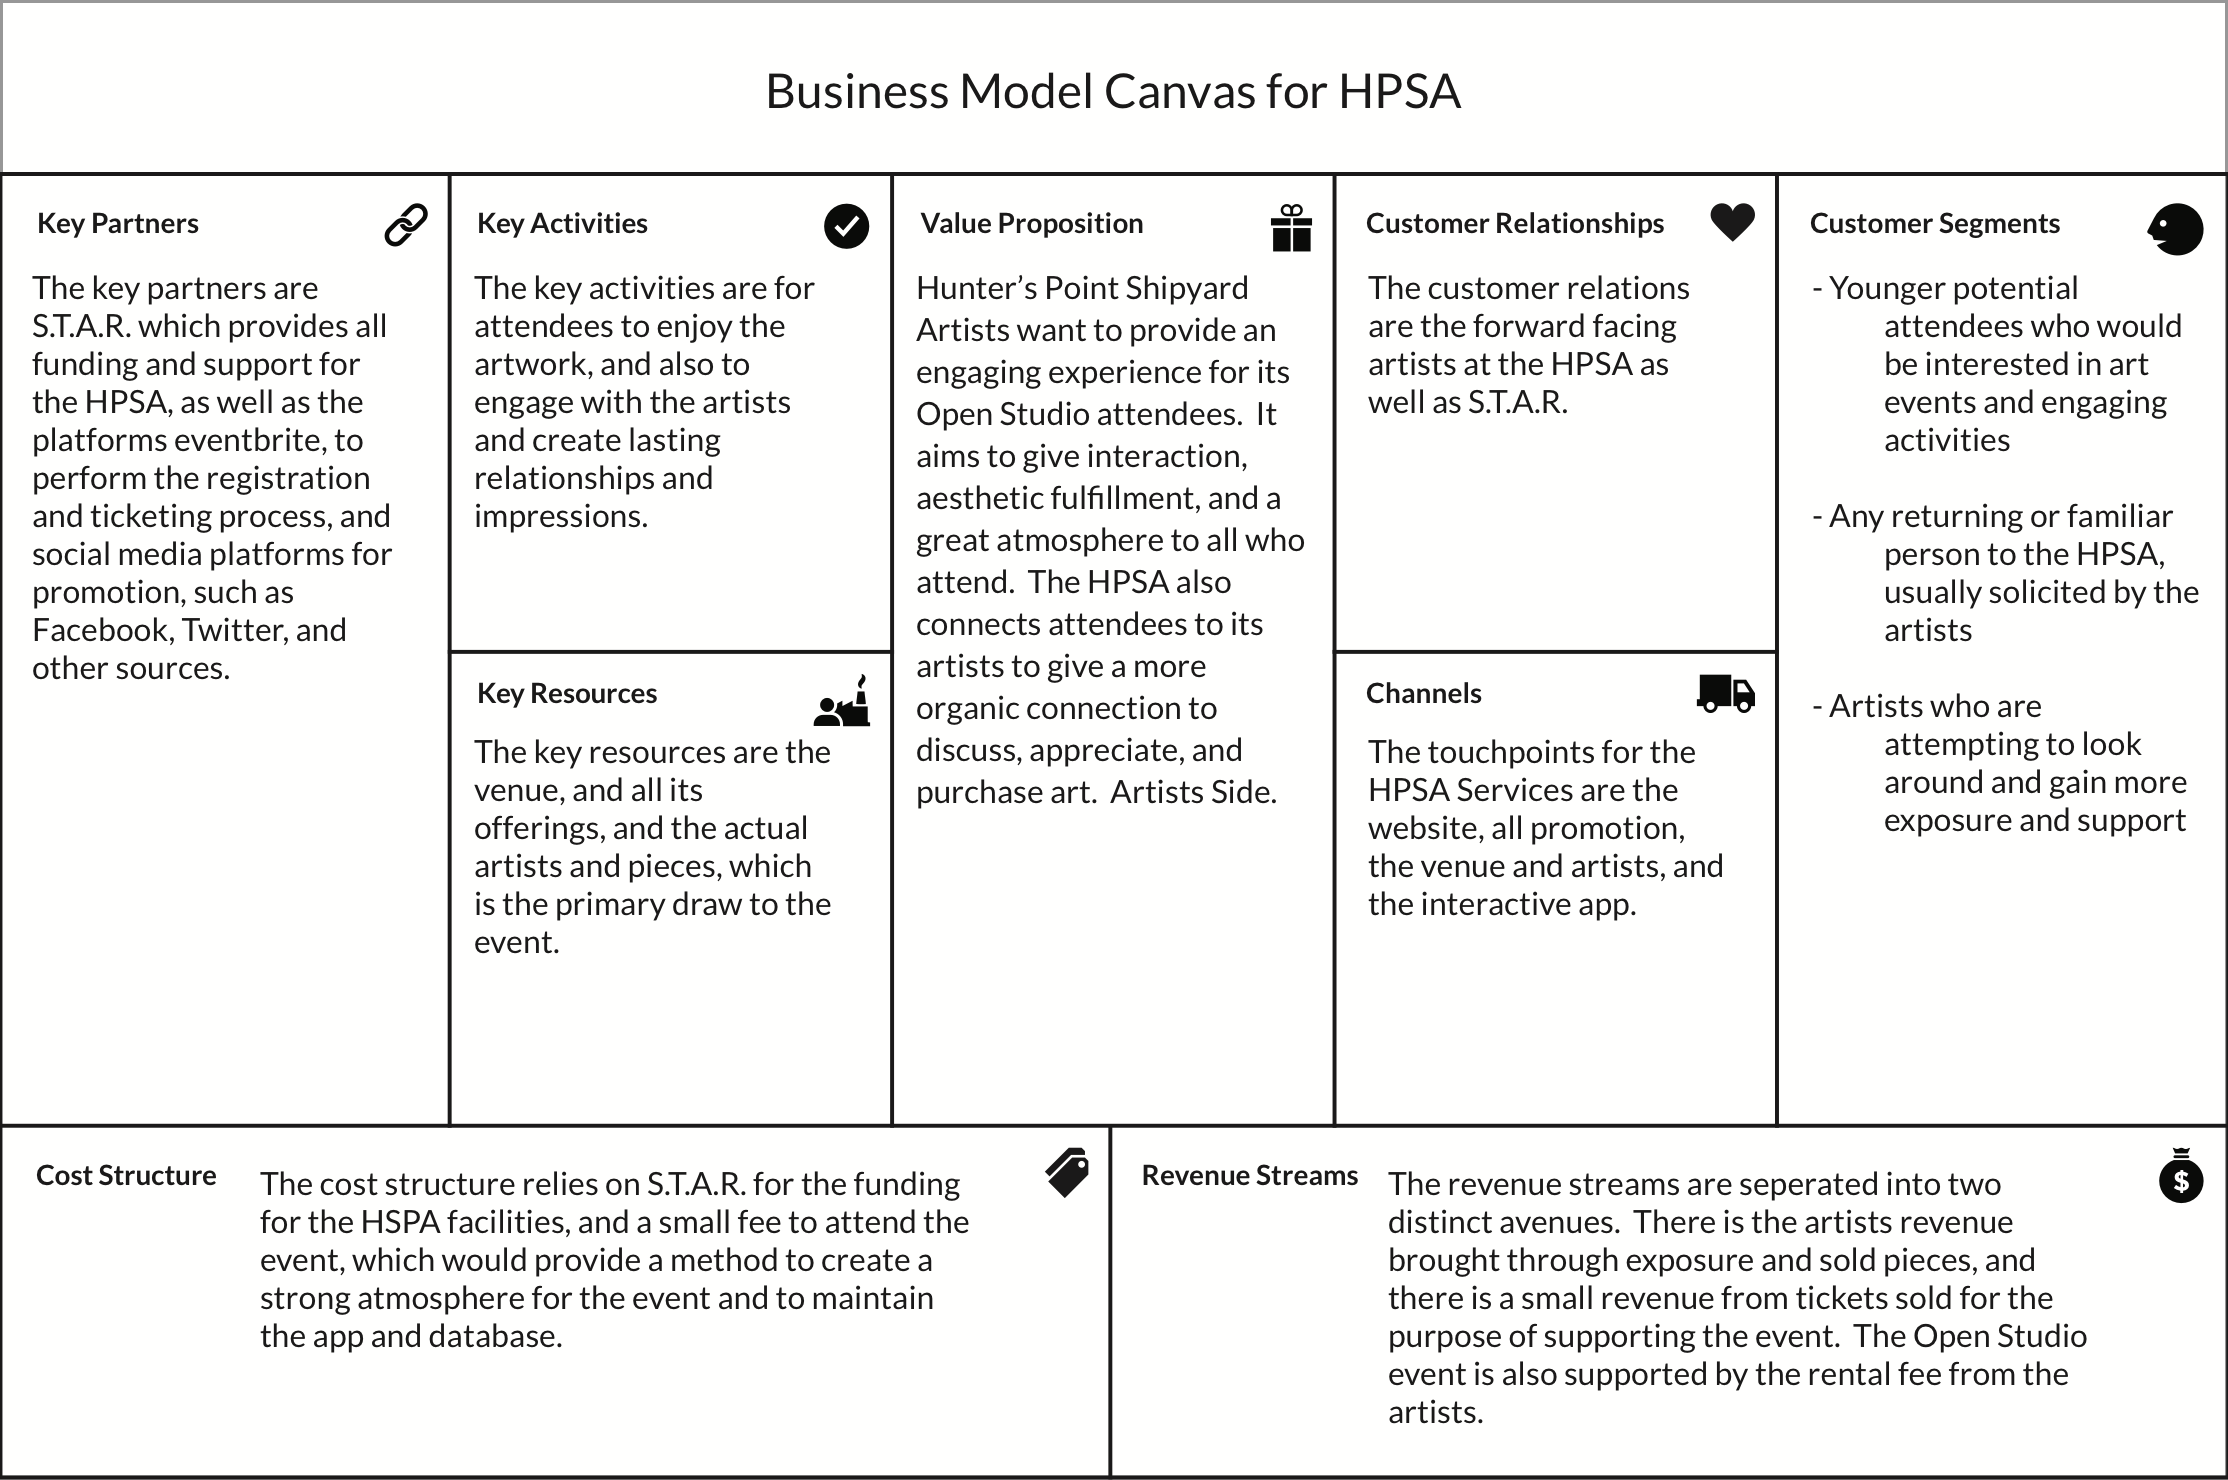 Business Model Canvas for HPSA
Key Partners
The key partners are
S.T.A.R. which provides all
funding and support for
the HPSA, as well as the
platforms eventbrite, to
perform the registration
and ticketing process, and
social media platforms for
promotion, such as
Facebook, Twitter, and
other sources.
Key Activities
The key activities are for
attendees to enjoy the
artwork, and also to
engage with the artists
and create lasting
relationships and
impressions.
Key Resources
The key resources are the
venue, and all its
offerings, and the actual
artists and pieces, which
is the primary draw to the
event.
Value Proposition
Hunter’s Point Shipyard
Artists want to provide an
engaging experience for its
Open Studio attendees.  It
aims to give interaction,
aesthetic fulfillment, and a
great atmosphere to all who
attend.  The HPSA also
connects attendees to its
artists to give a more
organic connection to
discuss, appreciate, and
purchase art.  Artists Side.
Customer Relationships
The customer relations
are the forward facing
artists at the HPSA as
well as S.T.A.R.
Channels
The touchpoints for the
HPSA Services are the
website, all promotion,
the venue and artists, and
the interactive app.
Customer Segments
- Younger potential
attendees who would
be interested in art
events and engaging
activities
- Any returning or familiar
person to the HPSA,
usually solicited by the
artists
- Artists who are
attempting to look
around and gain more
exposure and support
Cost Structure
The cost structure relies on S.T.A.R. for the funding
for the HSPA facilities, and a small fee to attend the
event, which would provide a method to create a
strong atmosphere for the event and to maintain
the app and database.
Revenue Streams
The revenue streams are seperated into two
distinct avenues.  There is the artists revenue
brought through exposure and sold pieces, and
there is a small revenue from tickets sold for the
purpose of supporting the event.  The Open Studio
event is also supported by the rental fee from the
artists.
$